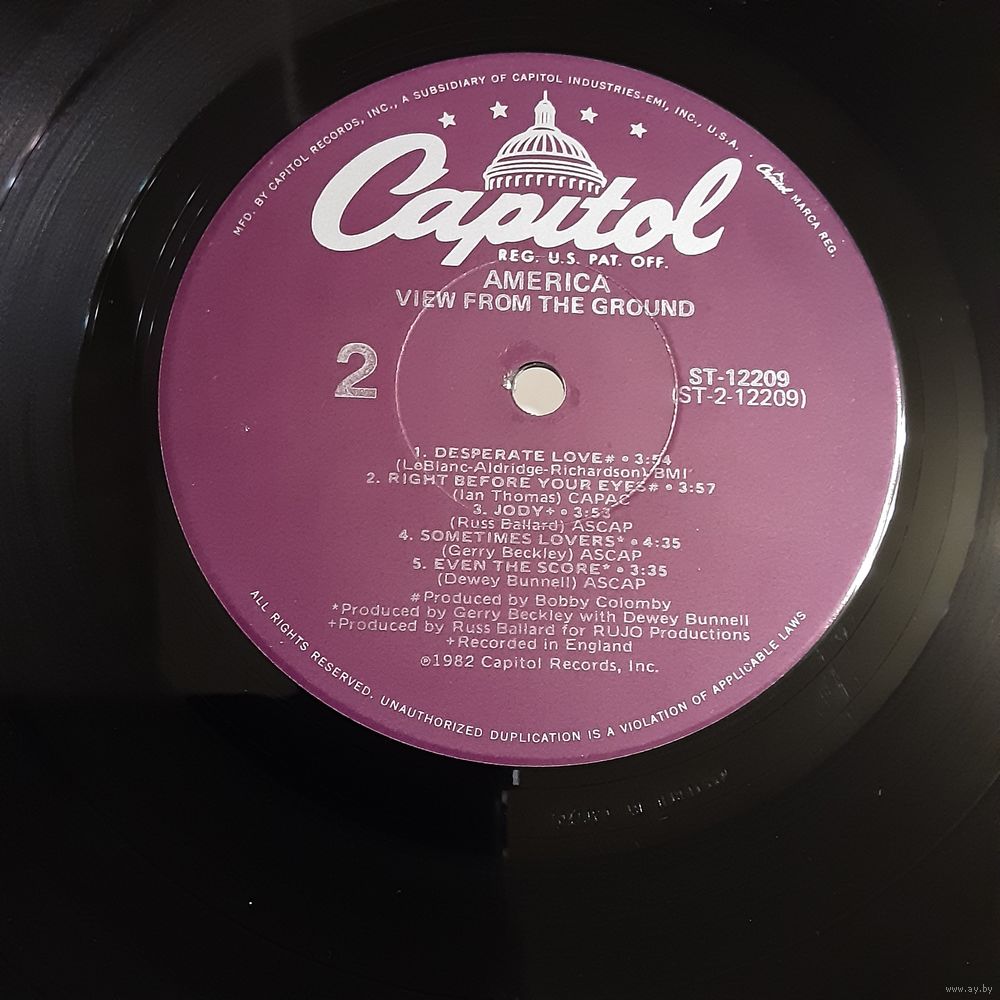 MFD. BY CAPITOL RECORDS, INC., A SUBSIDIARY OF CAPITOL INDUSTRIES-EMI, INC., U.S.A. . Capitol MARCA REG.
Capitol
REG. U.S. PAT. OFF.
AMERICA
VIEW FROM THE GROUND
2
ST-12209
(ST-2-12209)
1. DESPERATE LOVE# • 3:54
(LeBlanc-Aldridge-Richardson) BMI
2. RIGHT BEFORE YOUR EYES# • 3:57
(Ian Thomas) CAPAC
3. JODY+ • 3:53
(Russ Ballard) ASCAP
4. SOMETIMES LOVERS* • 4:35
(Gerry Beckley) ASCAP
5. EVEN THE SCORE* • 3:35
(Dewey Bunnell) ASCAP
#Produced by Bobby Colomby
*Produced by Gerry Beckley with Dewey Bunnell
+Produced by Russ Ballard for RUJO Productions
+Recorded in England
℗1982 Capitol Records, Inc.
ALL RIGHTS RESERVED. UNAUTHORIZED DUPLICATION IS A VIOLATION OF APPLICABLE LAWS
www.ay.by